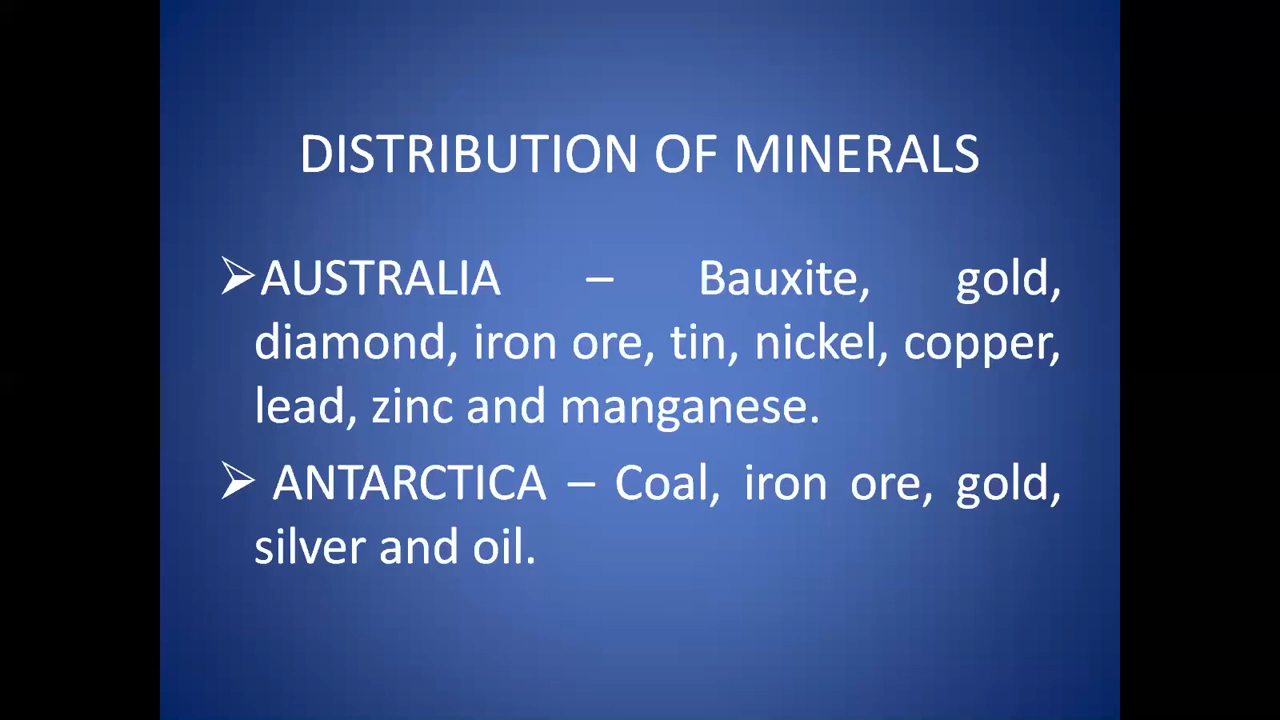 DISTRIBUTION OF MINERALS
➢AUSTRALIA – Bauxite, gold,
diamond, iron ore, tin, nickel, copper,
lead, zinc and manganese.
➢ ANTARCTICA – Coal, iron ore, gold,
silver and oil.